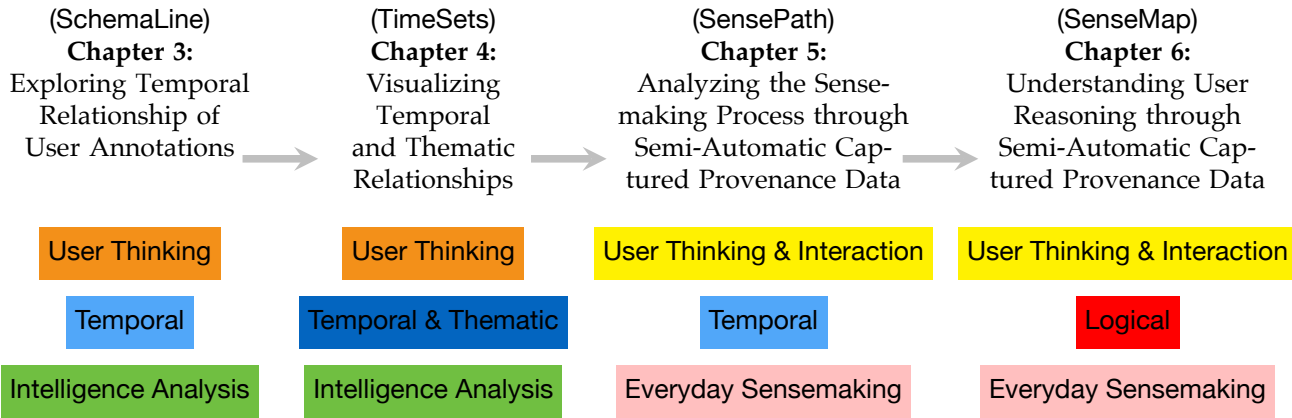 (SchemaLine)
Chapter 3:
Exploring Temporal
Relationship of
User Annotations
(TimeSets)
Chapter 4:
Visualizing
Temporal
and Thematic
Relationships
(SensePath)
Chapter 5:
Analyzing the Sense-
making Process through
Semi-Automatic Cap-
tured Provenance Data
(SenseMap)
Chapter 6:
Understanding User
Reasoning through
Semi-Automatic Cap-
tured Provenance Data
User Thinking
User Thinking
User Thinking & Interaction
User Thinking & Interaction
Temporal
Temporal & Thematic
Temporal
Logical
Intelligence Analysis
Intelligence Analysis
Everyday Sensemaking
Everyday Sensemaking